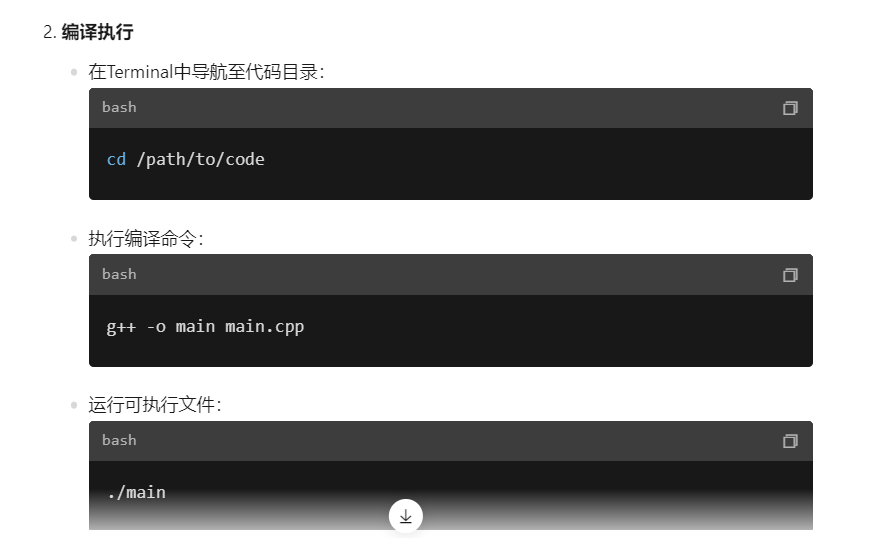 2. 编译执行
在Terminal中导航至代码目录：
bash
cd /path/to/code
执行编译命令：
bash
g++ -o main main.cpp
运行可执行文件：
bash
./main